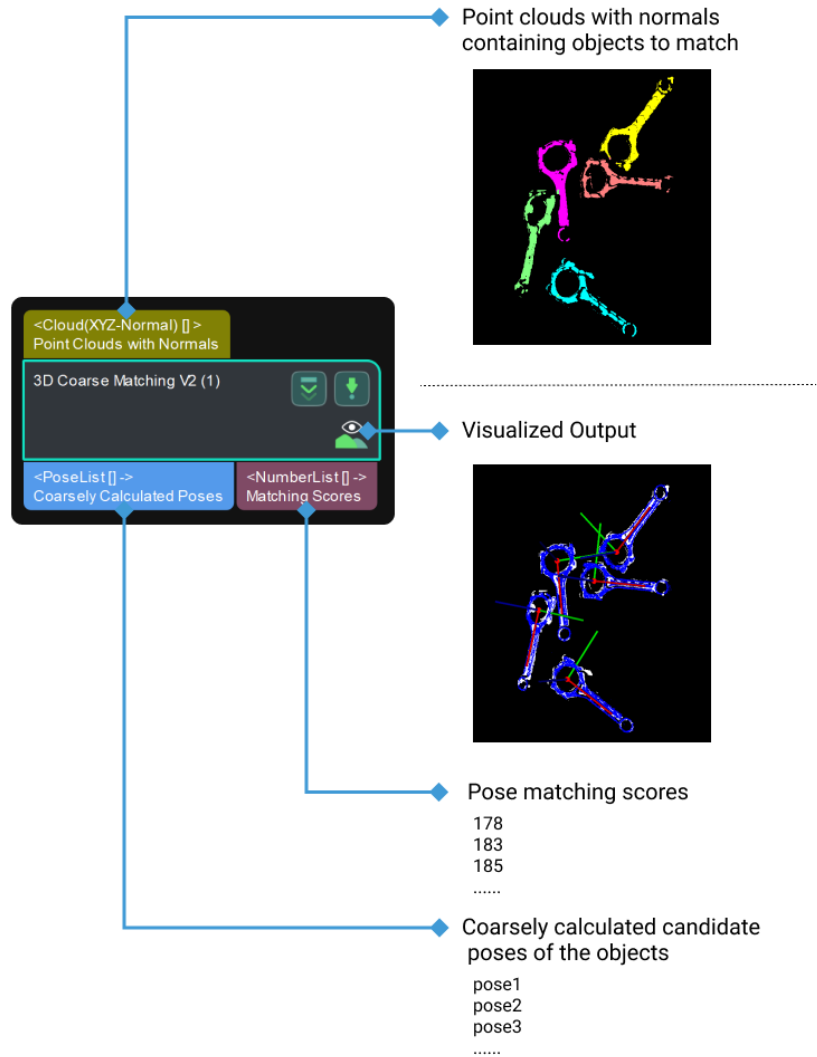 Point clouds with normals
containing objects to match
<Cloud(XYZ-Normal) [] >
Point Clouds with Normals
3D Coarse Matching V2 (1)
Visualized Output
<PoseList [] ->
Coarsely Calculated Poses
<NumberList [] ->
Matching Scores
Pose matching scores
178
183
185
......
Coarsely calculated candidate
poses of the objects
pose1
pose2
pose3
......